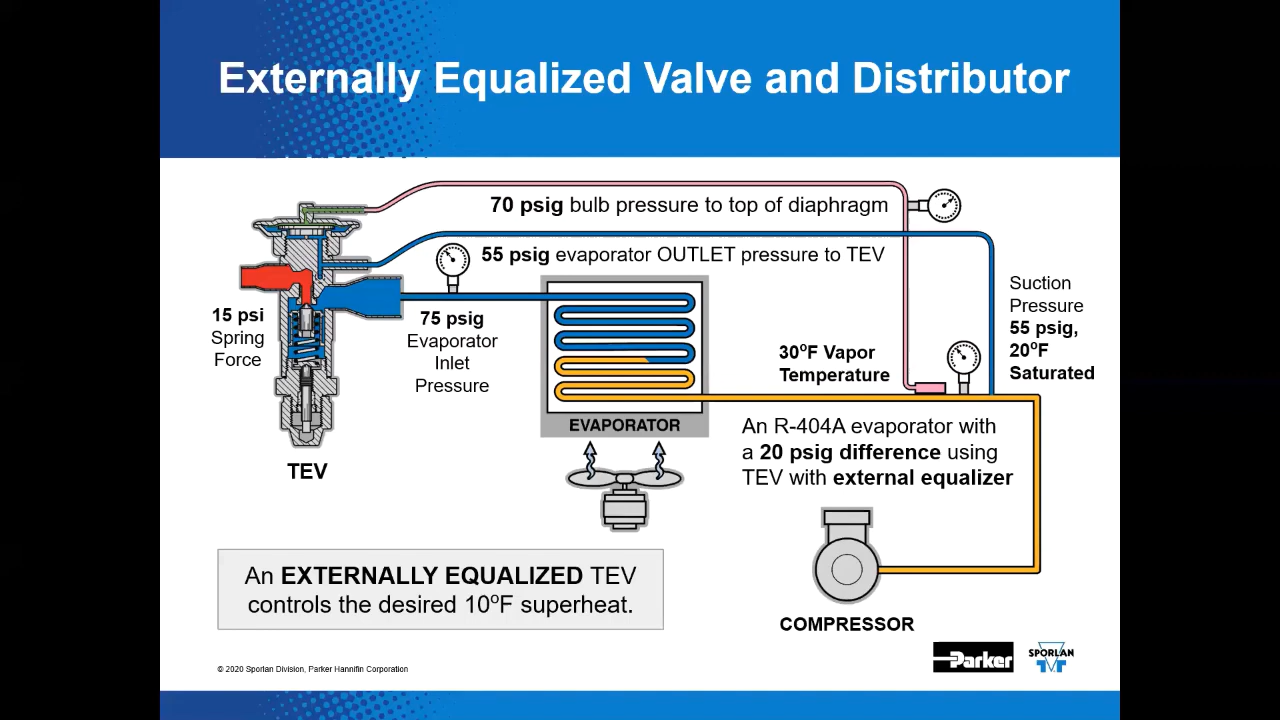 Externally Equalized Valve and Distributor
70 psig bulb pressure to top of diaphragm
55 psig evaporator OUTLET pressure to TEV
15 psi
Spring
Force
75 psig
Evaporator
Inlet
Pressure
30ºF Vapor
Temperature
Suction
Pressure
55 psig,
20ºF
Saturated
EVAPORATOR
An R-404A evaporator with
a 20 psig difference using
TEV with external equalizer
TEV
An EXTERNALLY EQUALIZED TEV
controls the desired 10ºF superheat.
COMPRESSOR
© 2020 Sporlan Division, Parker Hannifin Corporation
Parker
SPORLAN